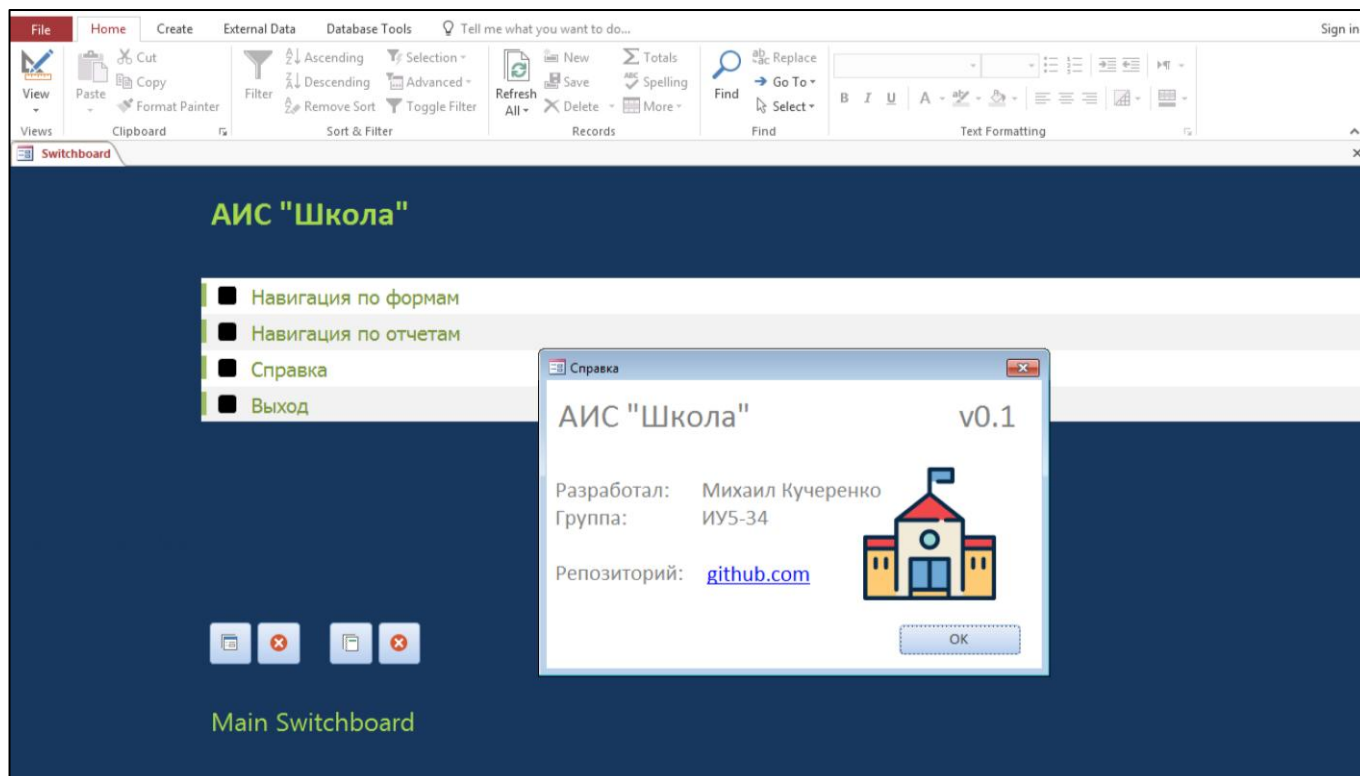 File Home Create External Data Database Tools Tell me what you want to do... Sign in
Cut Ascending Selection New Totals Replace
Copy Descending Advanced Save Spelling Go To
View Paste Format Painter Filter Remove Sort Toggle Filter Refresh All Delete More Find Select B I U A
Views Clipboard Sort & Filter Records Find Text Formatting
Switchboard
АИС "Школа"
Навигация по формам
Навигация по отчетам
Справка
Выход
Справка
АИС "Школа" v0.1
Разработал: Михаил Кучеренко
Группа: ИУ5-34
Репозиторий: github.com
OK
Main Switchboard